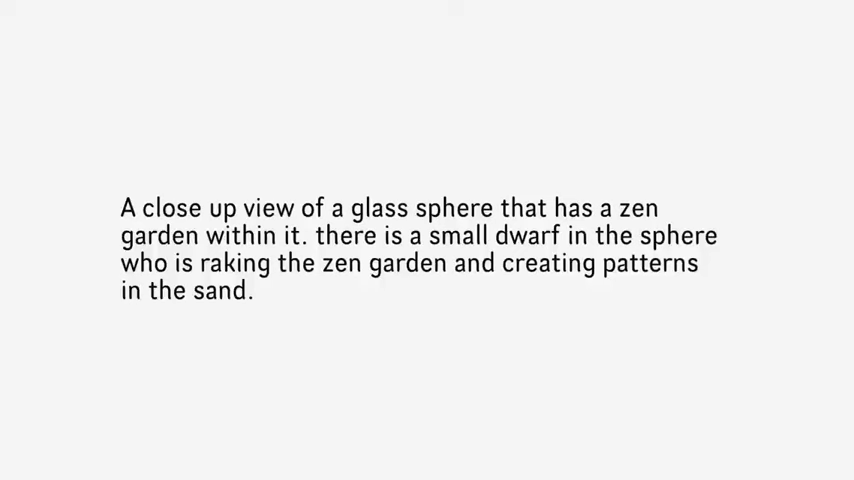 A close up view of a glass sphere that has a zen
garden within it. there is a small dwarf in the sphere
who is raking the zen garden and creating patterns
in the sand.